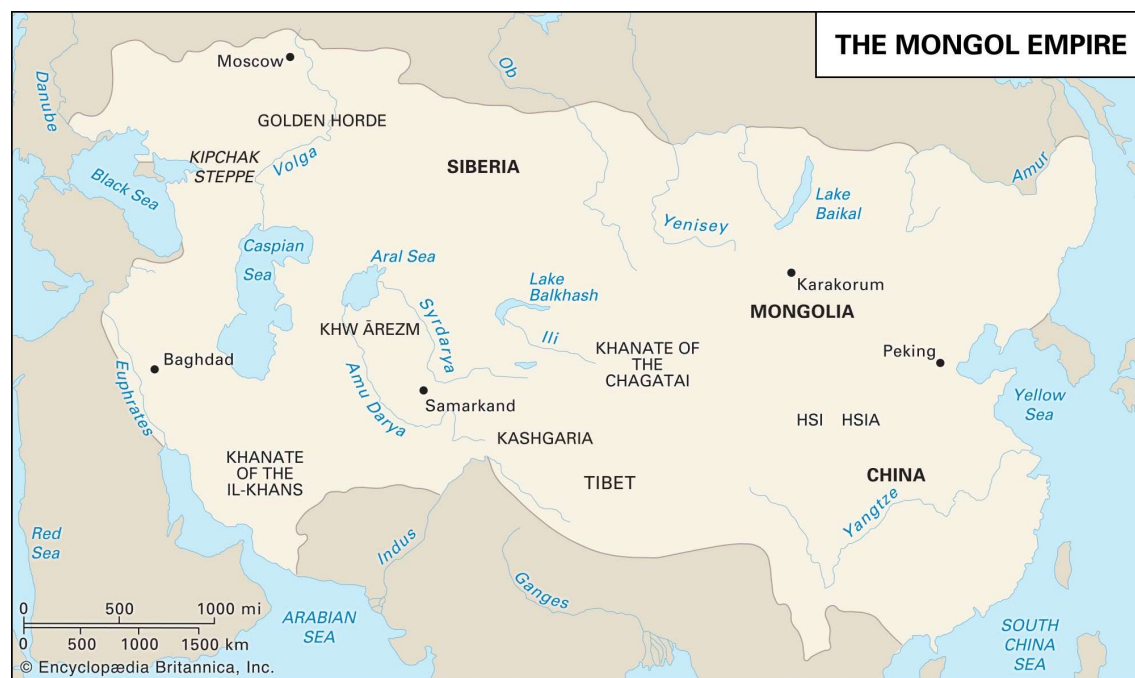 THE MONGOL EMPIRE
Moscow
Ob
Danube
GOLDEN HORDE
KIPCHAK
STEPPE
Volga
SIBERIA
Amur
Black Sea
Lake
Baikal
Yenisey
Caspian
Sea
Aral Sea
Lake
Balkhash
Karakorum
MONGOLIA
Syrdarya
KHW ĀREZM
Ili
KHANATE OF
THE
CHAGATAI
Peking
Baghdad
Euphrates
Amu Darya
Samarkand
Yellow
Sea
HSI HSIA
KASHGARIA
KHANATE
OF THE
IL-KHANS
TIBET
CHINA
Yangtze
Red
Sea
Indus
Ganges
0 500 1000 mi
0 500 1000 1500 km
ARABIAN
SEA
SOUTH
CHINA
SEA
© Encyclopædia Britannica, Inc.